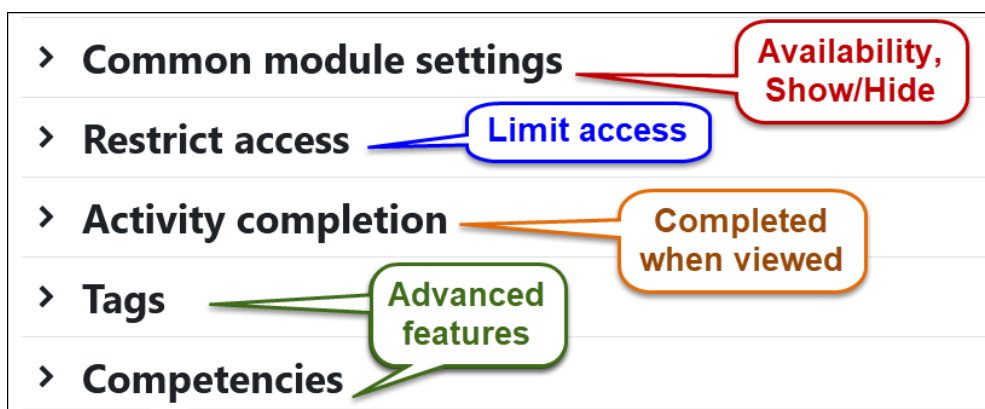 Common module settings
Availability,
Show/Hide
Restrict access
Limit access
Activity completion
Completed
when viewed
Tags
Advanced
features
Competencies